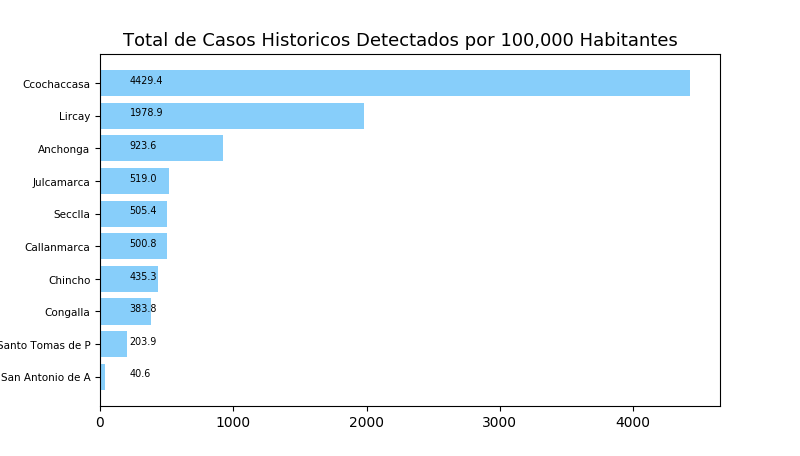 Total de Casos Historicos Detectados por 100,000 Habitantes
Ccochaccasa 4429.4
Lircay 1978.9
Anchonga 923.6
Julcamarca 519.0
Secclla 505.4
Callanmarca 500.8
Chincho 435.3
Congalla 383.8
Santo Tomas de P 203.9
San Antonio de A 40.6
0 1000 2000 3000 4000